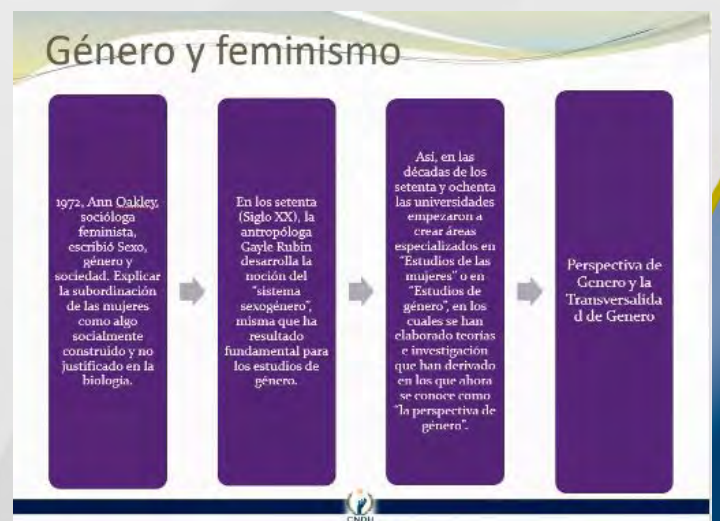 Género y feminismo
1972, Ann Oakley,
socióloga
feminista,
escribió Sexo,
género y
sociedad. Explicar
la subordinación
de las mujeres
como algo
socialmente
construido y no
justificado en la
biología.
En los setenta
(Siglo XX), la
antropóloga
Gayle Rubin
desarrolla la
noción del
"sistema
sexogénero",
misma que ha
resultado
fundamental para
los estudios de
género.
Así, en las
décadas de los
setenta y ochenta
las universidades
empezaron a
crear áreas
especializados en
"Estudios de las
mujeres" o en
"Estudios de
género", en los
cuales se han
elaborado teorías
e investigación
que han derivado
en los que ahora
se conoce como
"la perspectiva de
género".
Perspectiva de
Genero y la
Transversalida
d de Genero
CNDH